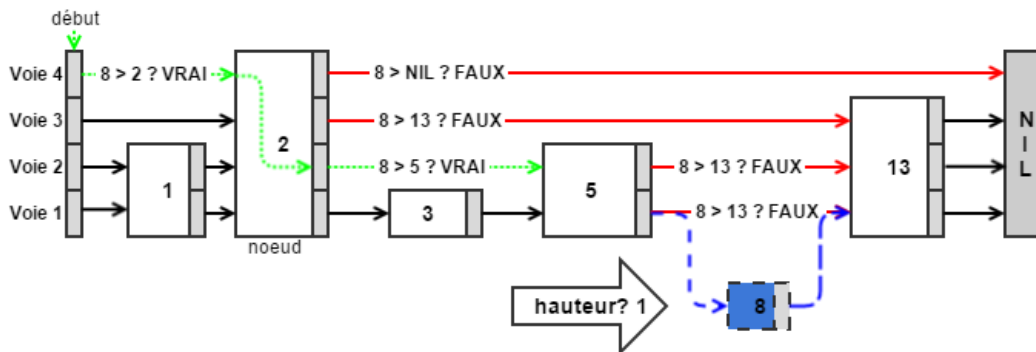 début
Voie 4 8 > 2 ? VRAI 8 > NIL ? FAUX
Voie 3 8 > 13 ? FAUX
2
Voie 2 8 > 5 ? VRAI 8 > 13 ? FAUX
1 5 13
NIL
Voie 1 3 8 > 13 ? FAUX
noeud
hauteur? 1 8